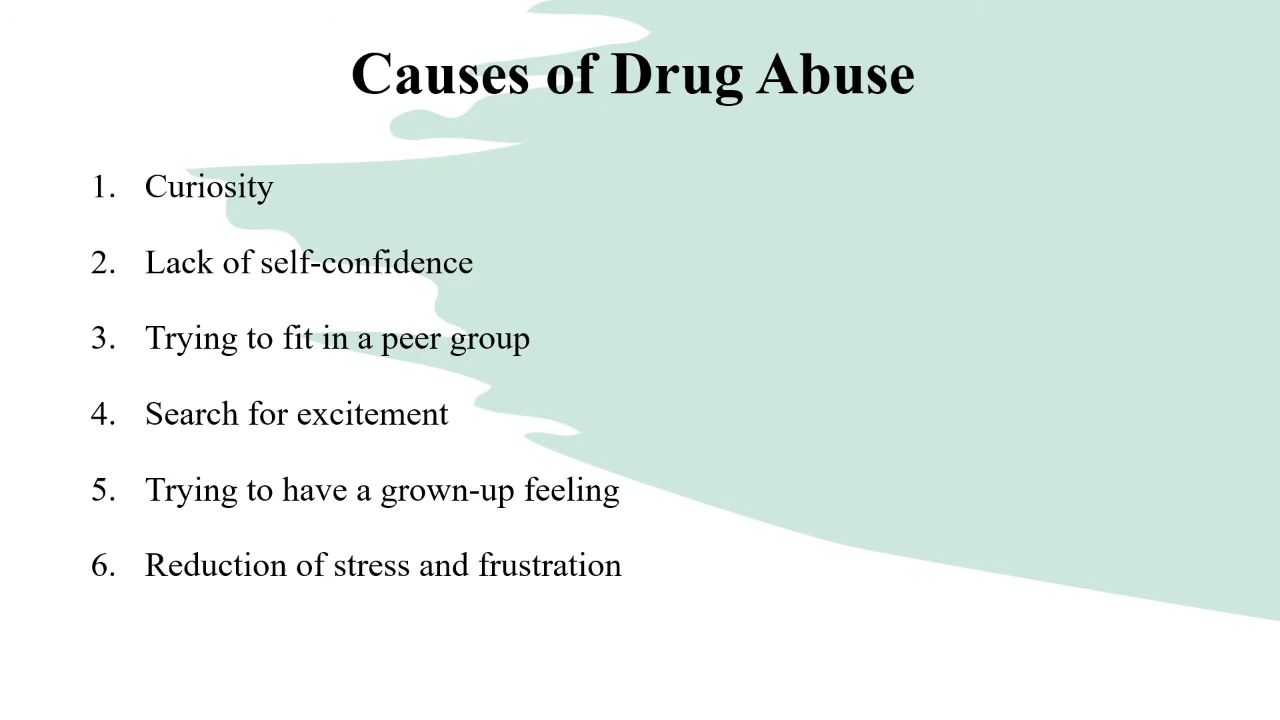 Causes of Drug Abuse
1. Curiosity
2. Lack of self-confidence
3. Trying to fit in a peer group
4. Search for excitement
5. Trying to have a grown-up feeling
6. Reduction of stress and frustration